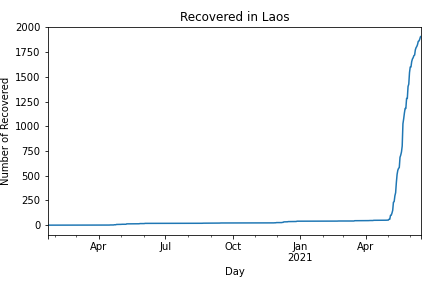 Recovered in Laos
2000
1750
1500
1250
1000
750
500
250
0
Number of Recovered
Apr
Jul
Oct
Jan
2021
Apr
Day